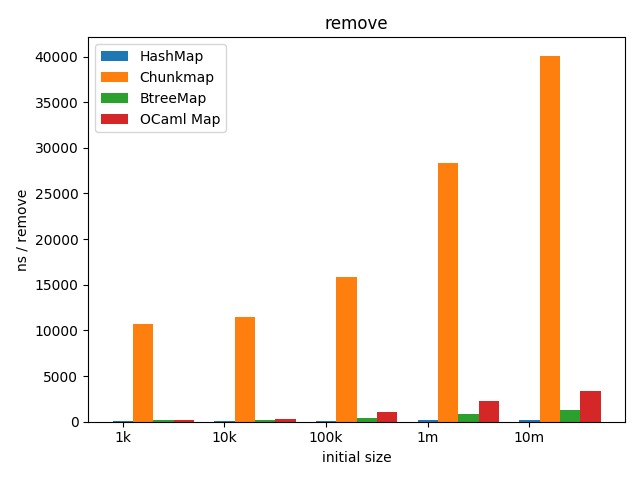 remove
HashMap
Chunkmap
BtreeMap
OCaml Map
40000
35000
30000
25000
20000
15000
10000
5000
0
ns / remove
1k 10k 100k 1m 10m
initial size